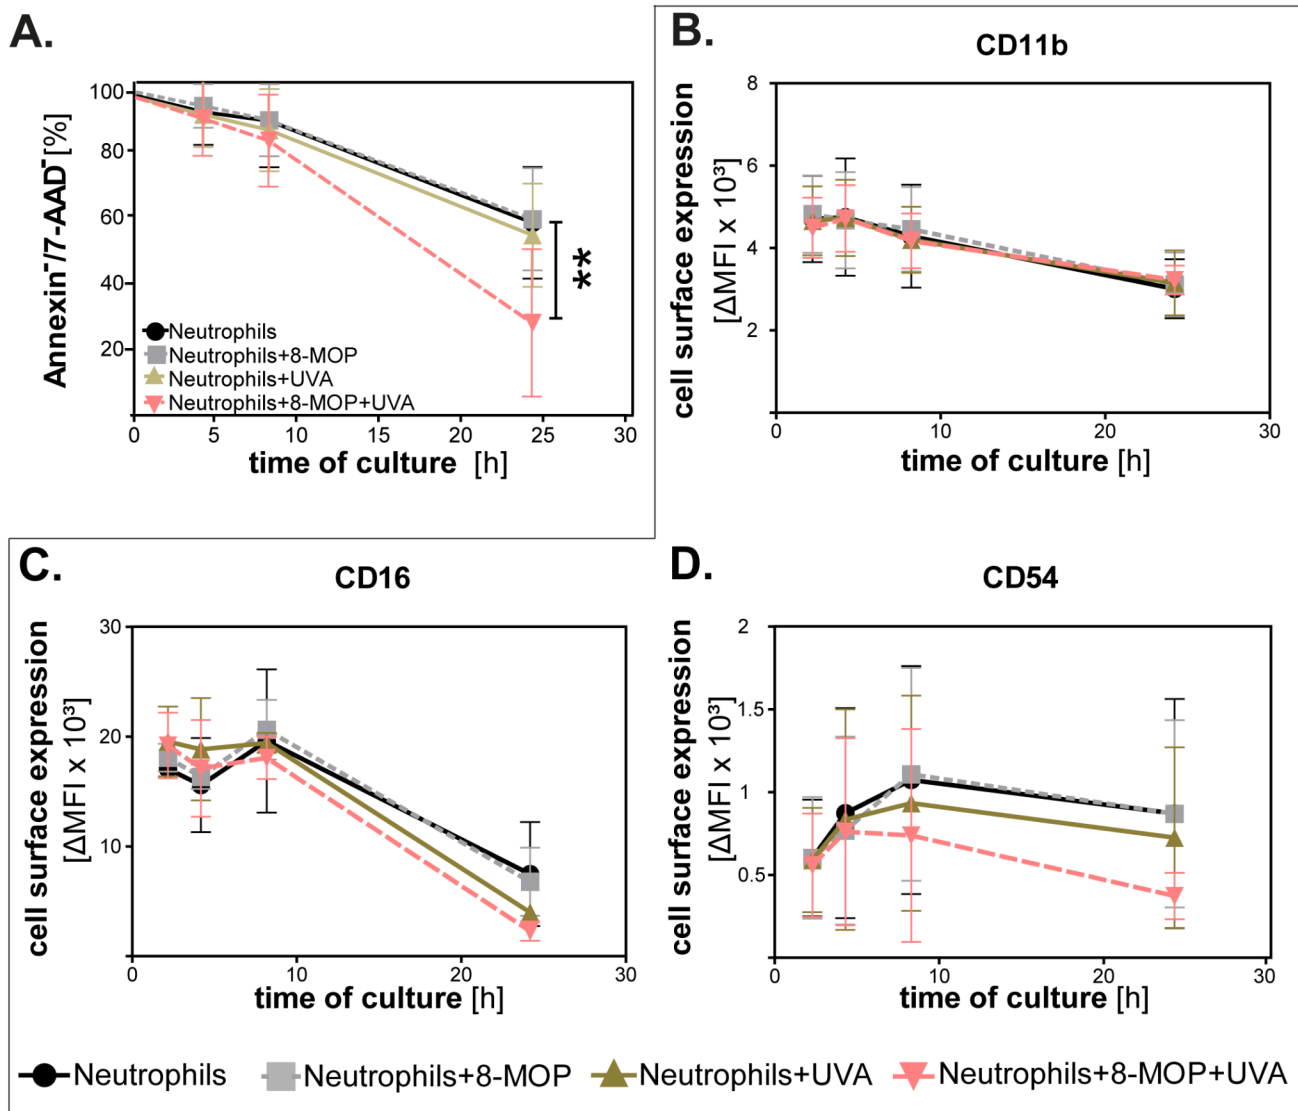 A.
Annexin⁻/7-AAD⁻[%]
100
80
60
40
20
**
Neutrophils
Neutrophils+8-MOP
Neutrophils+UVA
Neutrophils+8-MOP+UVA
0 5 10 15 20 25 30
time of culture [h]
B.
CD11b
cell surface expression
[ΔMFI x 10³]
8
6
4
2
0 10 20 30
time of culture [h]
C.
CD16
cell surface expression
[ΔMFI x 10³]
30
20
10
0 10 20 30
time of culture [h]
D.
CD54
cell surface expression
[ΔMFI x 10³]
2
1.5
1
0.5
0 10 20 30
time of culture [h]
Neutrophils Neutrophils+8-MOP Neutrophils+UVA Neutrophils+8-MOP+UVA